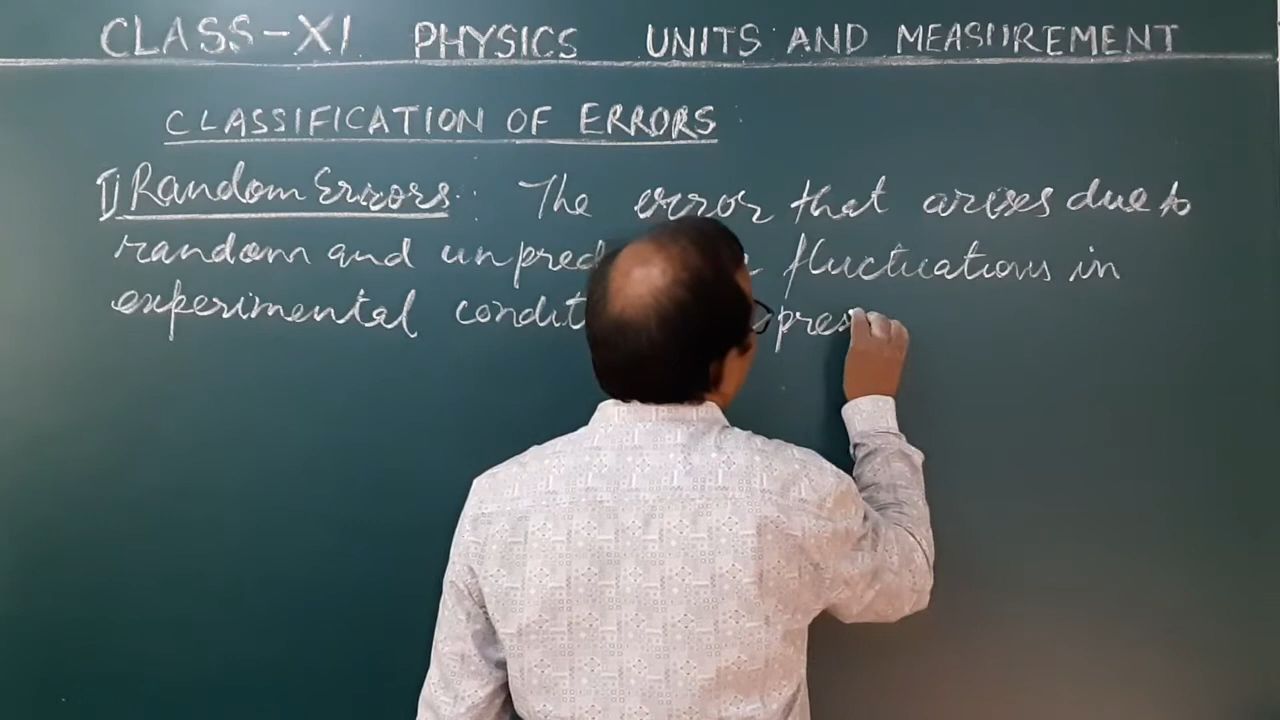 CLASS-XI PHYSICS UNITS AND MEASUREMENT
CLASSIFICATION OF ERRORS:
1) Random Errors: The error that arises due to
random and unpred fluctuations in
experimental condit pres